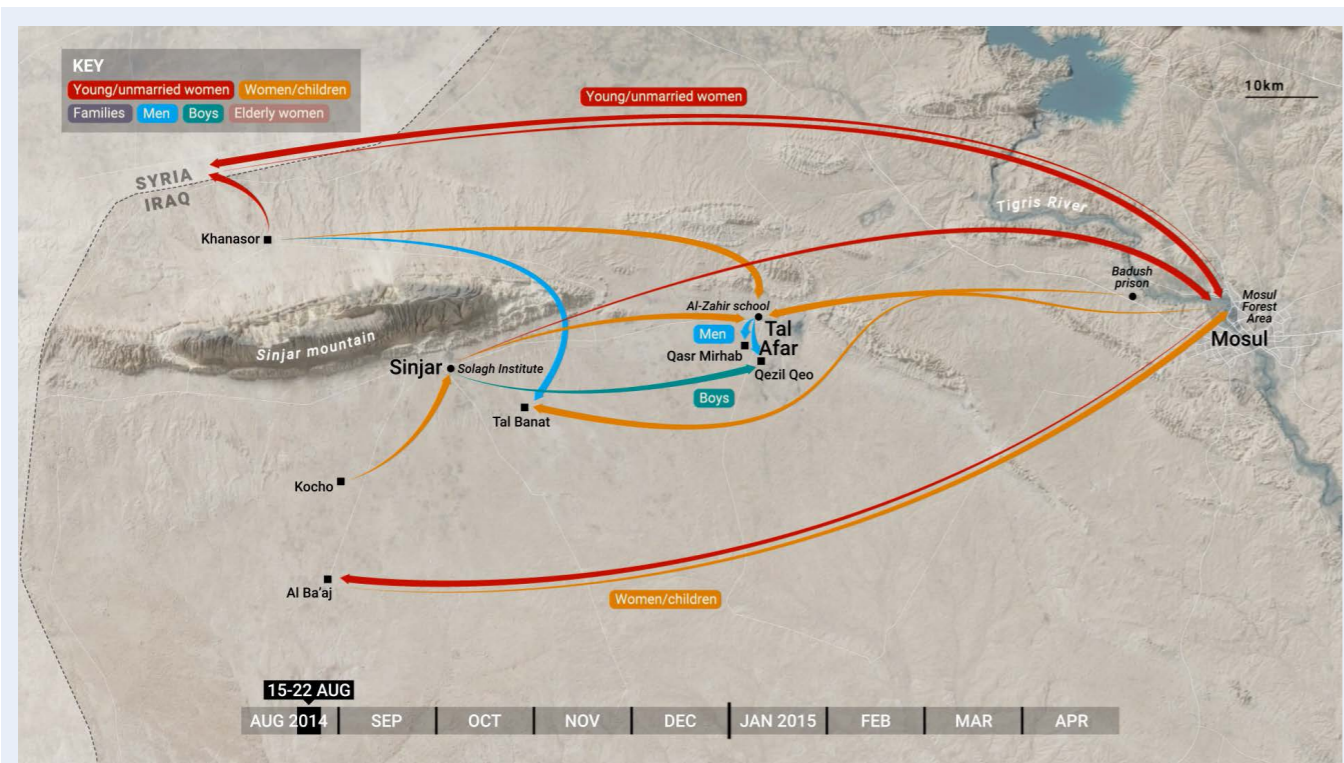 KEY
Young/unmarried women Women/children
Families Men Boys Elderly women
Young/unmarried women
10km
SYRIA
IRAQ
Tigris River
Khanasor
Badush
prison
Al-Zahir school
Mosul
Forest
Area
Sinjar mountain
Men
Tal
Afar
Mosul
Qasr Mirhab
Sinjar
Solagh Institute
Qezil Qeo
Boys
Tal Banat
Kocho
Al Ba’aj
Women/children
15-22 AUG
AUG 2014 SEP OCT NOV DEC JAN 2015 FEB MAR APR